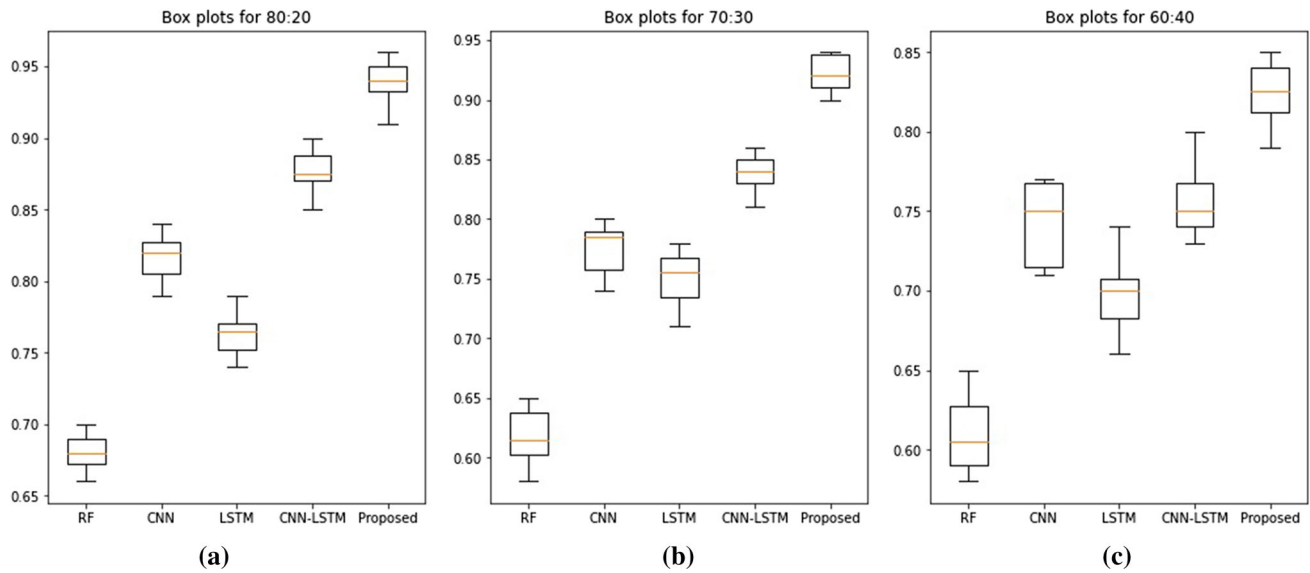 Box plots for 80:20
0.95
0.90
0.85
0.80
0.75
0.70
0.65
RF CNN LSTM CNN-LSTM Proposed
(a)
Box plots for 70:30
0.95
0.90
0.85
0.80
0.75
0.70
0.65
0.60
RF CNN LSTM CNN-LSTM Proposed
(b)
Box plots for 60:40
0.85
0.80
0.75
0.70
0.65
0.60
RF CNN LSTM CNN-LSTM Proposed
(c)